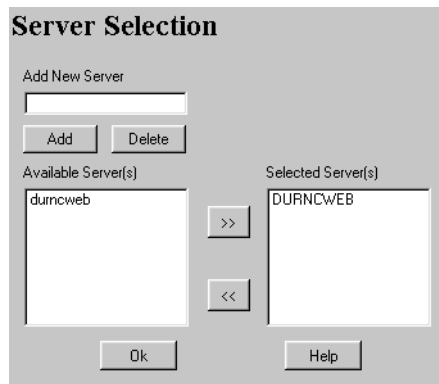 Server Selection
Add New Server
Add Delete
Available Server(s) Selected Server(s)
durncweb DURNCWEB
>>
<<
Ok Help